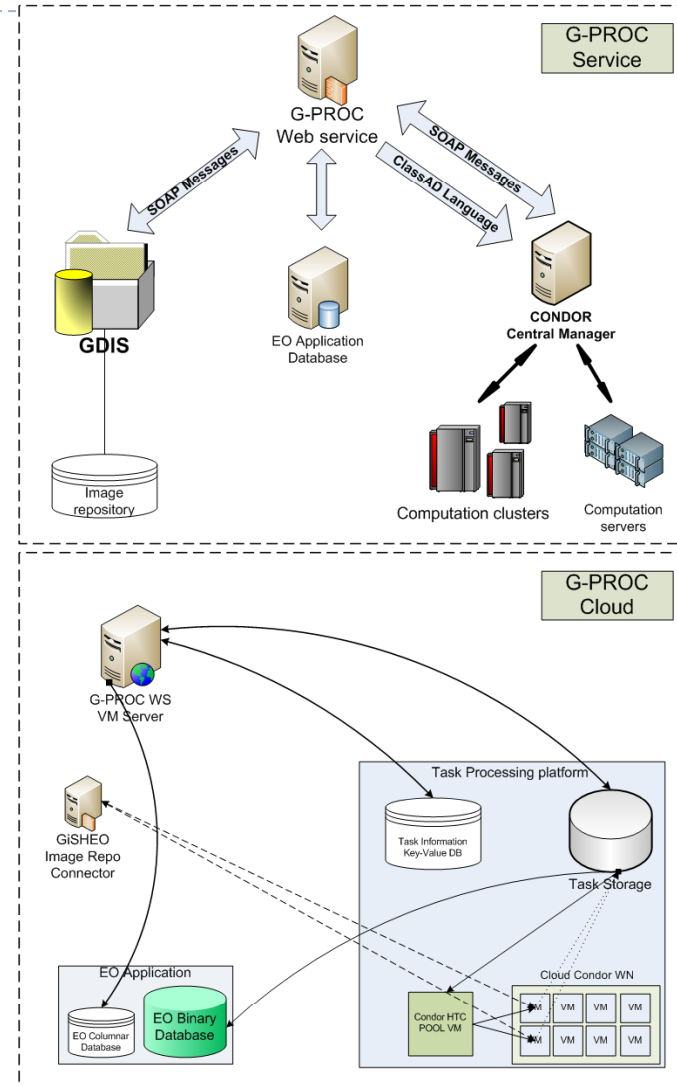 G-PROC
Service
G-PROC
Web service
SOAP Messages
SOAP Messages
ClassAD Language
GDIS
EO Application
Database
CONDOR
Central Manager
Image
repository
Computation clusters
Computation
servers
G-PROC
Cloud
G-PROC WS
VM Server
Task Processing platform
GiSHEO
Image Repo
Connector
Task Information
Key-Value DB
Task Storage
EO Application
EO Columnar
Database
EO Binary
Database
Condor HTC
POOL VM
Cloud Condor WN
VM VM VM VM
VM VM VM VM